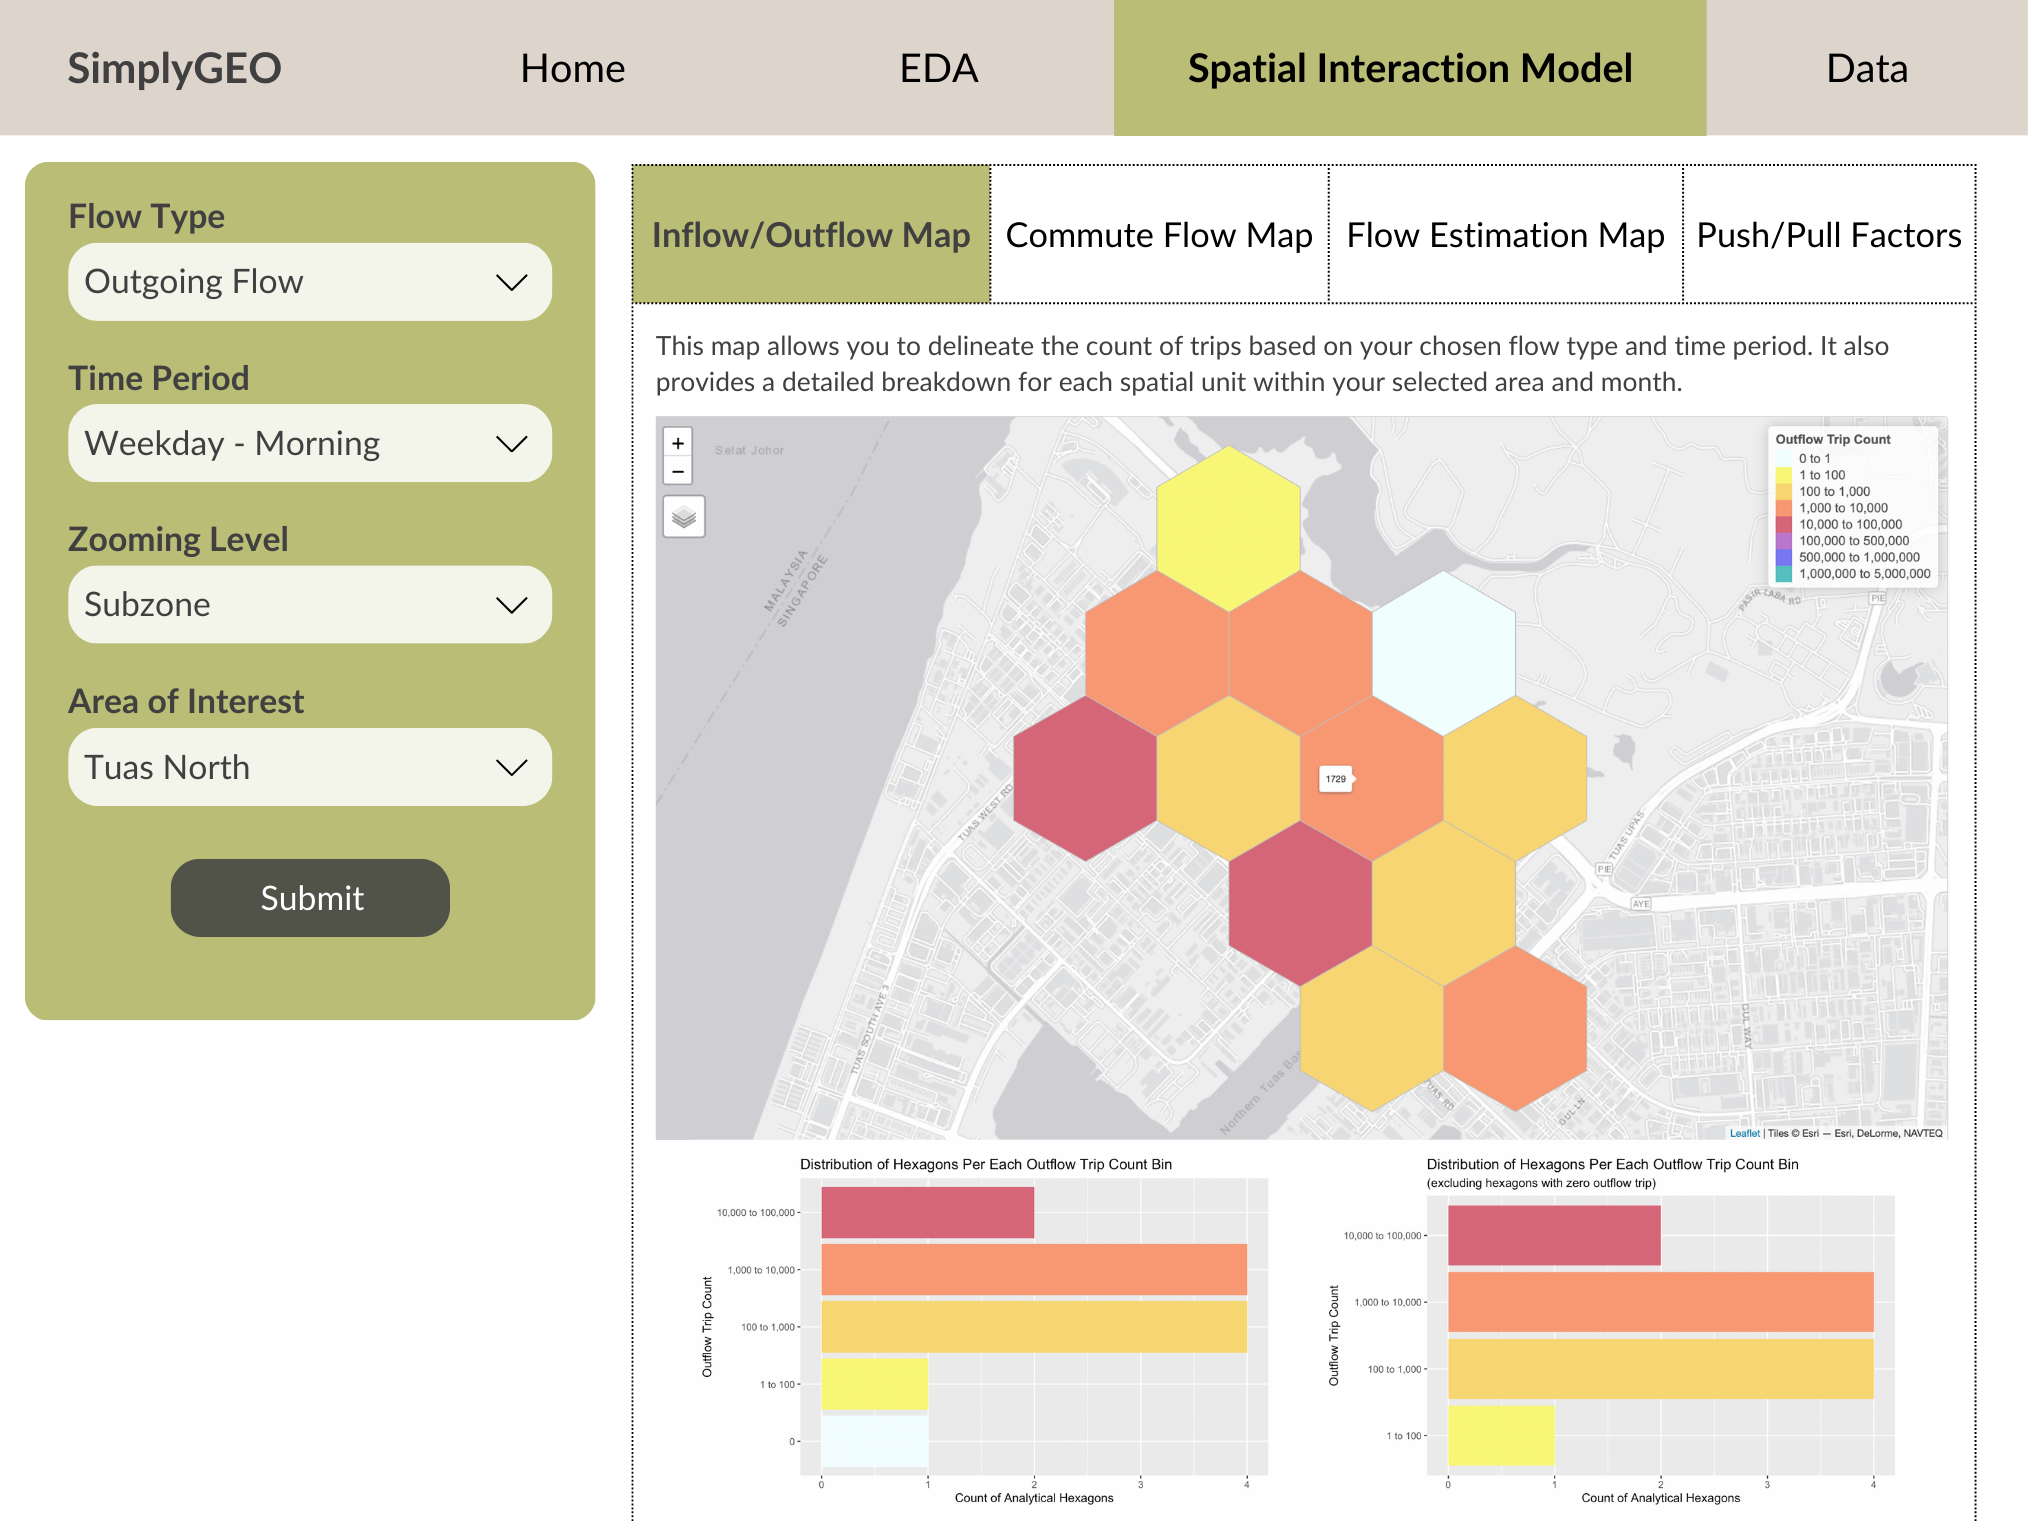 SimplyGEO
Home
EDA
Spatial Interaction Model
Data
Flow Type
Outgoing Flow
Time Period
Weekday - Morning
Zooming Level
Subzone
Area of Interest
Tuas North
Submit
Inflow/Outflow Map
Commute Flow Map
Flow Estimation Map
Push/Pull Factors
This map allows you to delineate the count of trips based on your chosen flow type and time period. It also
provides a detailed breakdown for each spatial unit within your selected area and month.
+
−
Selat Johor
MALAYSIA
SINGAPORE
Outflow Trip Count
0 to 1
1 to 100
100 to 1,000
1,000 to 10,000
10,000 to 100,000
100,000 to 500,000
500,000 to 1,000,000
1,000,000 to 5,000,000
PASIR LABA RD
PIE
1729
TUAS WEST RD
TUAS UPAS
PIE
AYE
TUAS SOUTH AVE 3
Northern Tuas Bas
TUAS RD
GUL LN
GUL WAY
Leaflet | Tiles © Esri — Esri, DeLorme, NAVTEQ
Distribution of Hexagons Per Each Outflow Trip Count Bin
Outflow Trip Count
10,000 to 100,000
1,000 to 10,000
100 to 1,000
1 to 100
0
0 1 2 3 4
Count of Analytical Hexagons
Distribution of Hexagons Per Each Outflow Trip Count Bin
(excluding hexagons with zero outflow trip)
Outflow Trip Count
10,000 to 100,000
1,000 to 10,000
100 to 1,000
1 to 100
0 1 2 3 4
Count of Analytical Hexagons